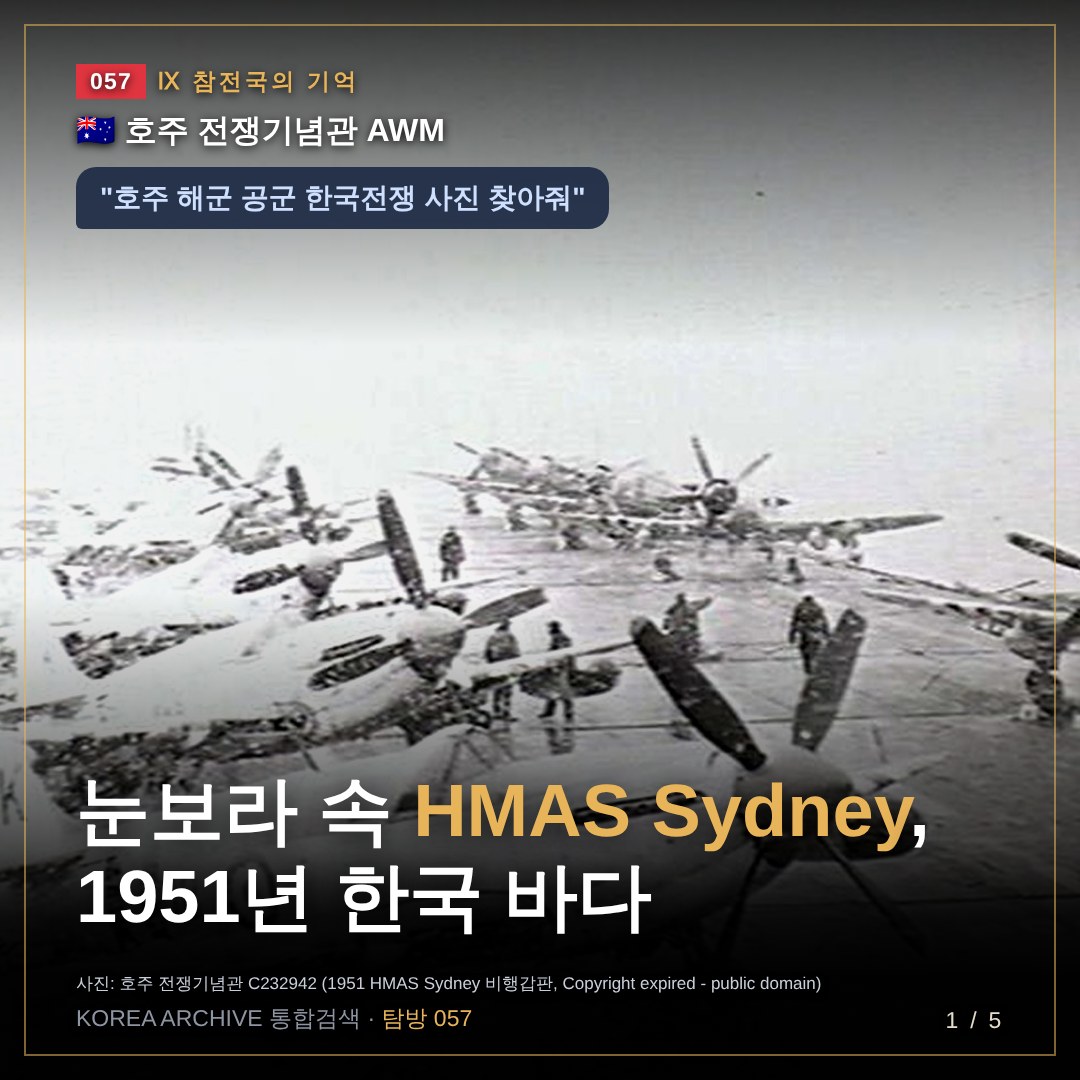 057 Ⅸ 참전국의 기억
호주 전쟁기념관 AWM
"호주 해군 공군 한국전쟁 사진 찾아줘"
눈보라 속 HMAS Sydney,
1951년 한국 바다
사진: 호주 전쟁기념관 C232942 (1951 HMAS Sydney 비행갑판, Copyright expired - public domain)
KOREA ARCHIVE 통합검색 · 탐방 057
1 / 5